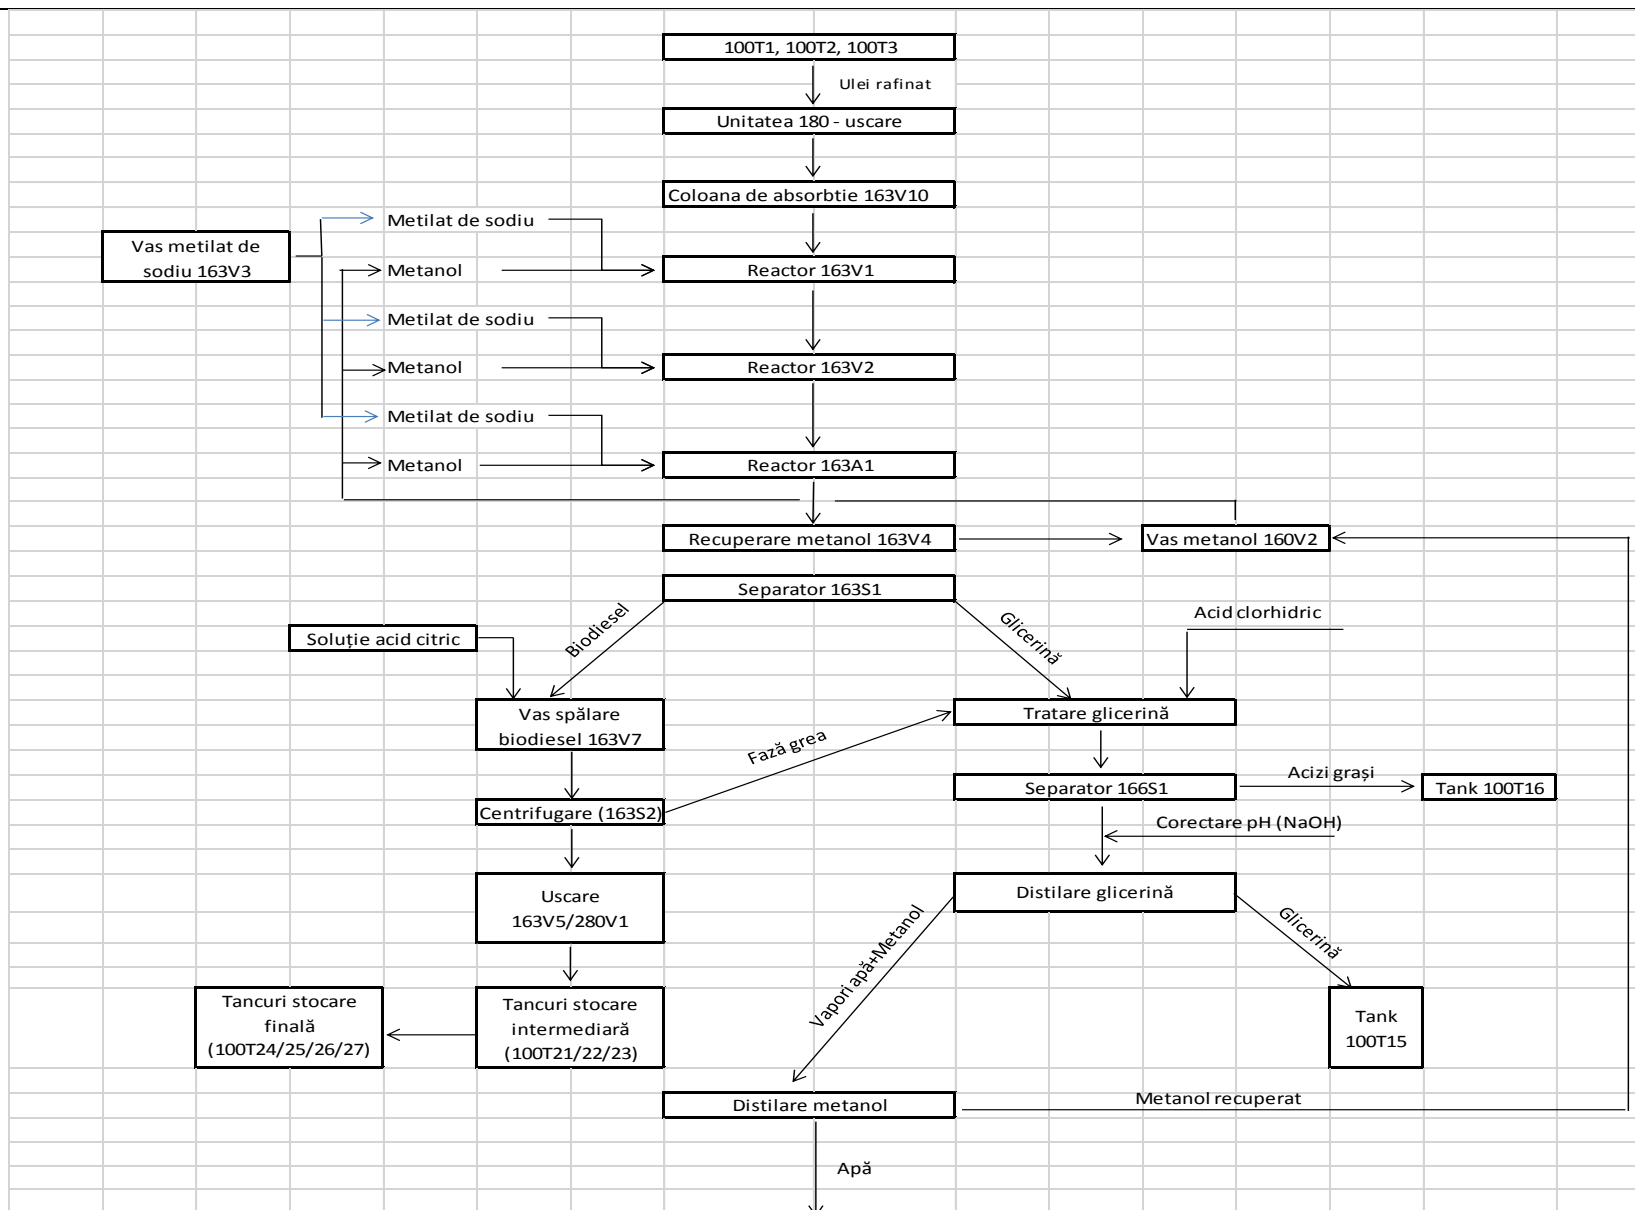 100T1, 100T2, 100T3
Ulei rafinat
Unitatea 180 - uscare
Coloana de absorbtie 163V10
Metilat de sodiu
Vas metilat de
sodiu 163V3
Metanol
Reactor 163V1
Metilat de sodiu
Metanol
Reactor 163V2
Metilat de sodiu
Metanol
Reactor 163A1
Recuperare metanol 163V4
Vas metanol 160V2
Separator 163S1
Biodiesel
Glicerină
Acid clorhidric
Soluție acid citric
Vas spălare
biodiesel 163V7
Tratare glicerină
Fază grea
Acizi grași
Separator 166S1
Tank 100T16
Centrifugare (163S2)
Corectare pH (NaOH)
Uscare
163V5/280V1
Distilare glicerină
Vapori apă+Metanol
Glicerină
Tancuri stocare
finală
(100T24/25/26/27)
Tancuri stocare
intermediară
(100T21/22/23)
Tank
100T15
Distilare metanol
Metanol recuperat
Apă